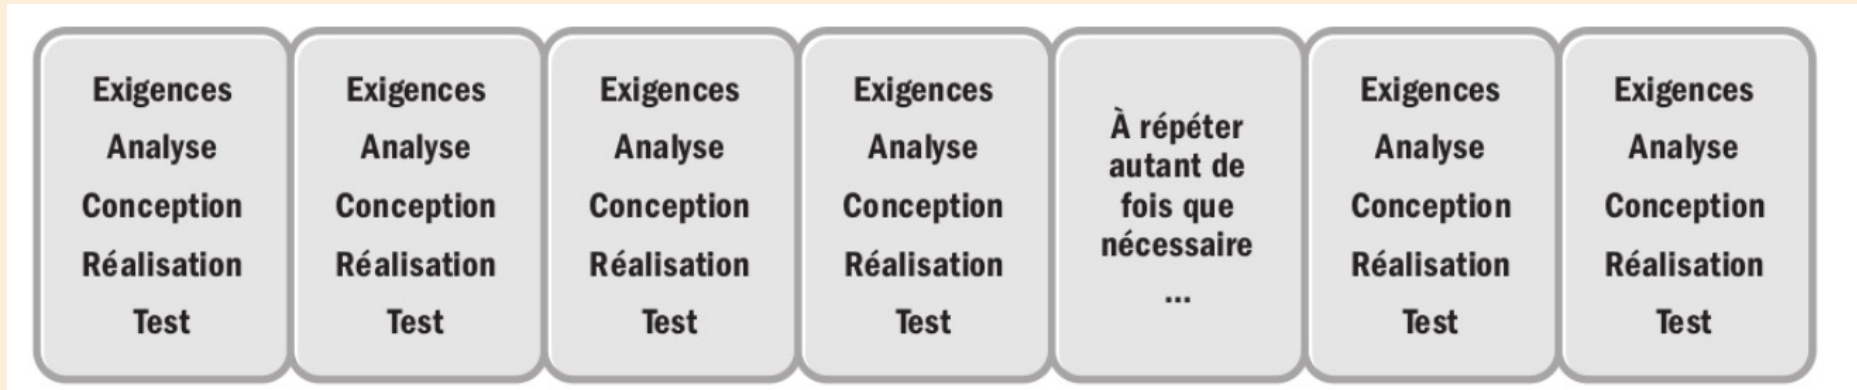 Exigences
Analyse
Conception
Réalisation
Test
Exigences
Analyse
Conception
Réalisation
Test
Exigences
Analyse
Conception
Réalisation
Test
Exigences
Analyse
Conception
Réalisation
Test
À répéter
autant de
fois que
nécessaire
...
Exigences
Analyse
Conception
Réalisation
Test
Exigences
Analyse
Conception
Réalisation
Test